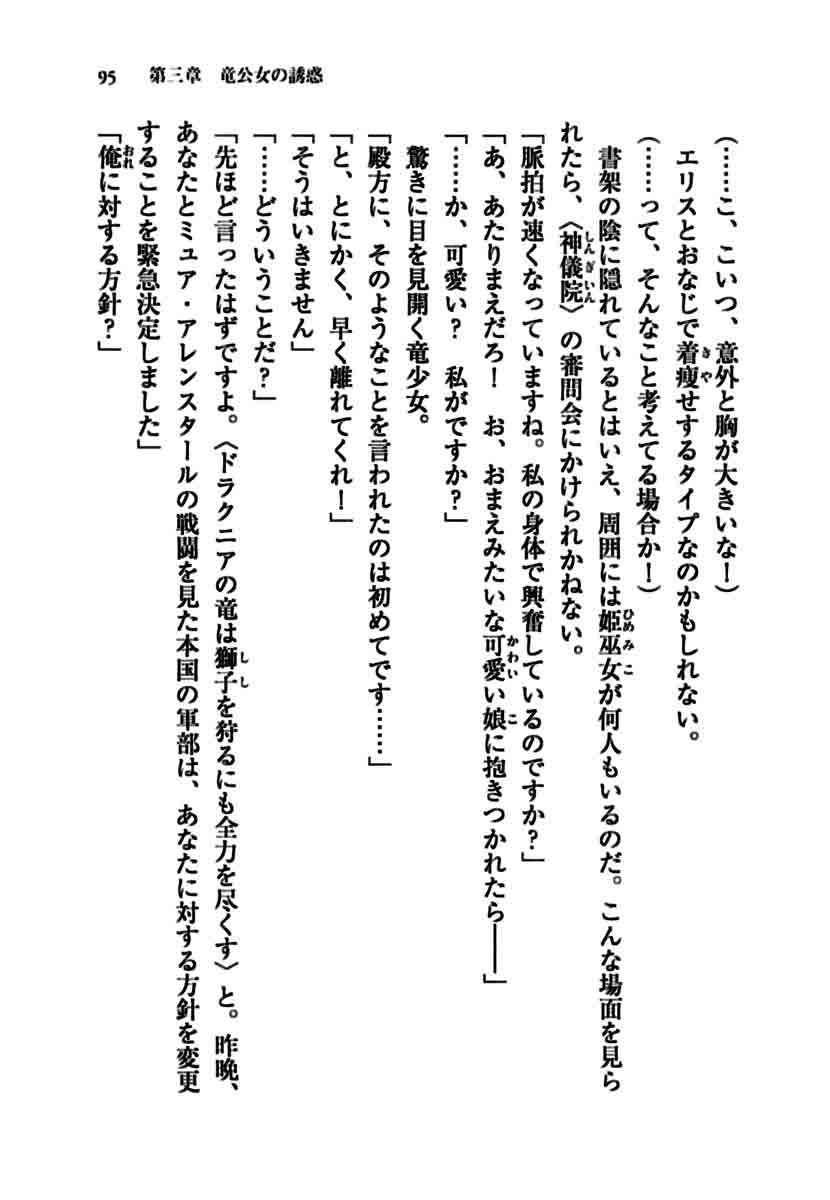 95　第三章　竜公女の誘惑
（……こ、こいつ、意外と胸が大きいな！）
エリスとおなじで着痩せするタイプなのかもしれない。
（……って、そんなこと考えてる場合か！）
書架の陰に隠れているとはいえ、周囲には姫巫女が何人もいるのだ。こんな場面を見ら
れたら、〈神儀院〉の審問会にかけられかねない。
「脈拍が速くなっていますね。私の身体で興奮しているのですか？」
「あ、あたりまえだろ！　お、おまえみたいな可愛い娘に抱きつかれたら――」
「……か、可愛い？　私がですか？」
驚きに目を見開く竜少女。
「殿方に、そのようなことを言われたのは初めてです……」
「と、とにかく、早く離れてくれ！」
「そうはいきません」
「……どういうことだ？」
「先ほど言ったはずですよ。〈ドラクニアの竜は獅子を狩るにも全力を尽くす〉と。昨晩、
あなたとミュア・アレンスタールの戦闘を見た本国の軍部は、あなたに対する方針を変更
することを緊急決定しました」
「俺に対する方針？」